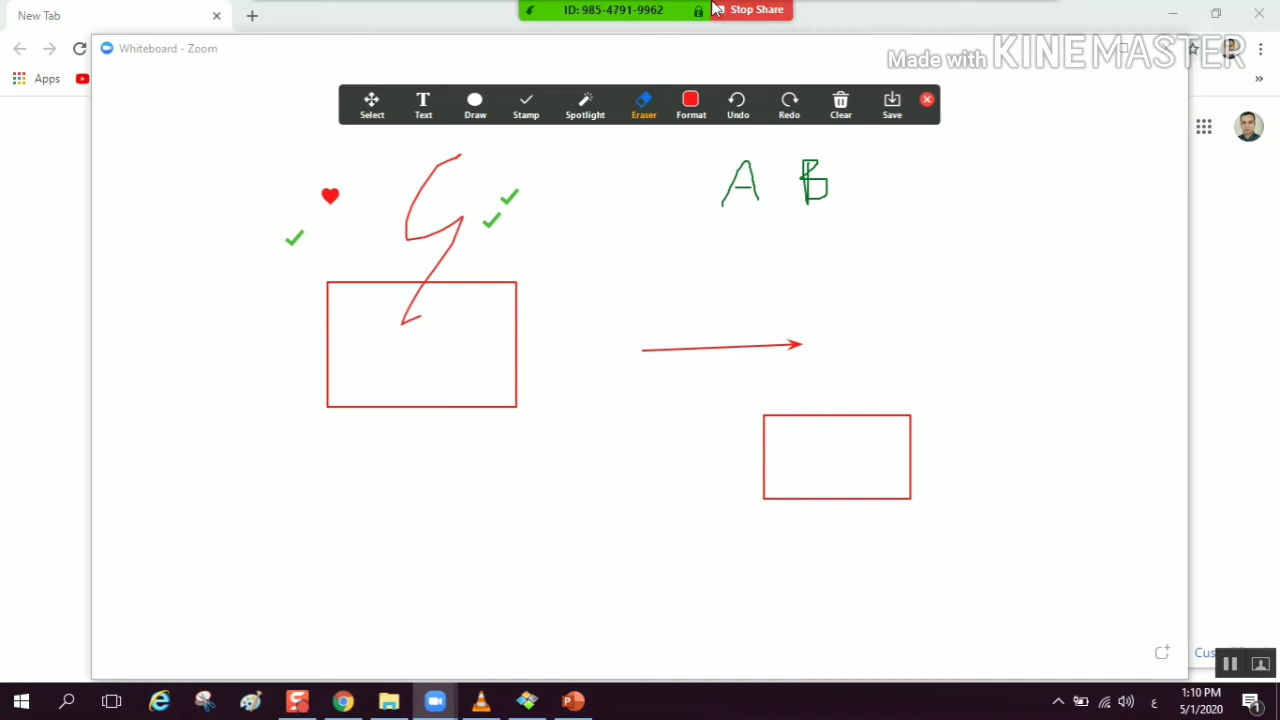 New Tab
ID: 985-4791-9962
Stop Share
Whiteboard - Zoom
Made with KINEMASTER
Apps
Select Text Draw Stamp Spotlight Eraser Format Undo Redo Clear Save
A B
1:10 PM
ع
5/1/2020
1